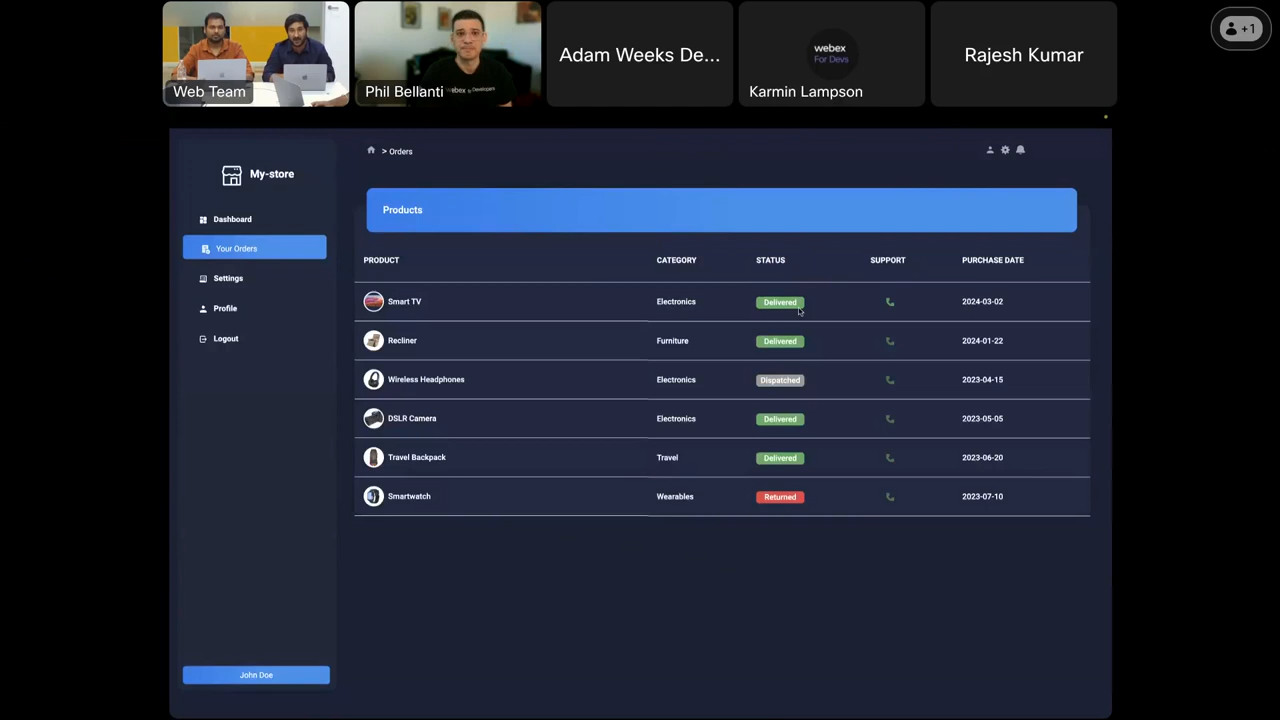 Web Team
Phil Bellanti
webex by Developers
Adam Weeks De...
webex
For Devs
Karmin Lampson
Rajesh Kumar
+1
My-store
Dashboard
Your Orders
Settings
Profile
Logout
John Doe
> Orders
Products
PRODUCT CATEGORY STATUS SUPPORT PURCHASE DATE
Smart TV Electronics Delivered 2024-03-02
Recliner Furniture Delivered 2024-01-22
Wireless Headphones Electronics Dispatched 2023-04-15
DSLR Camera Electronics Delivered 2023-05-05
Travel Backpack Travel Delivered 2023-06-20
Smartwatch Wearables Returned 2023-07-10